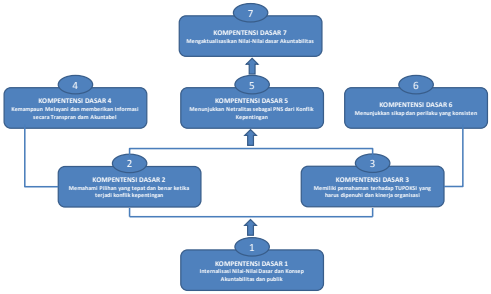 7
KOMPENTENSI DASAR 7
Mengaktualisasikan Nilai-Nilai dasar Akuntabilitas
4
KOMPENTENSI DASAR 4
Kemampaun Melayani dan memberikan Informasi
secara Transpran dam Akuntabel
5
KOMPENTENSI DASAR 5
Menunjukkan Netralitas sebagai PNS dari Konflik
Kepentingan
6
KOMPENTENSI DASAR 6
Menunjukkan sikap dan perilaku yang konsisten
2
KOMPENTENSI DASAR 2
Memahami Pilihan yang tepat dan benar ketika
terjadi konflik kepentingan
3
KOMPENTENSI DASAR 3
Memiliki pemahaman terhadap TUPOKSI yang
harus dipenuhi dan kinerja organisasi
1
KOMPENTENSI DASAR 1
Internalisasi Nilai-Nilai Dasar dan Konsep
Akuntabilitas dan publik